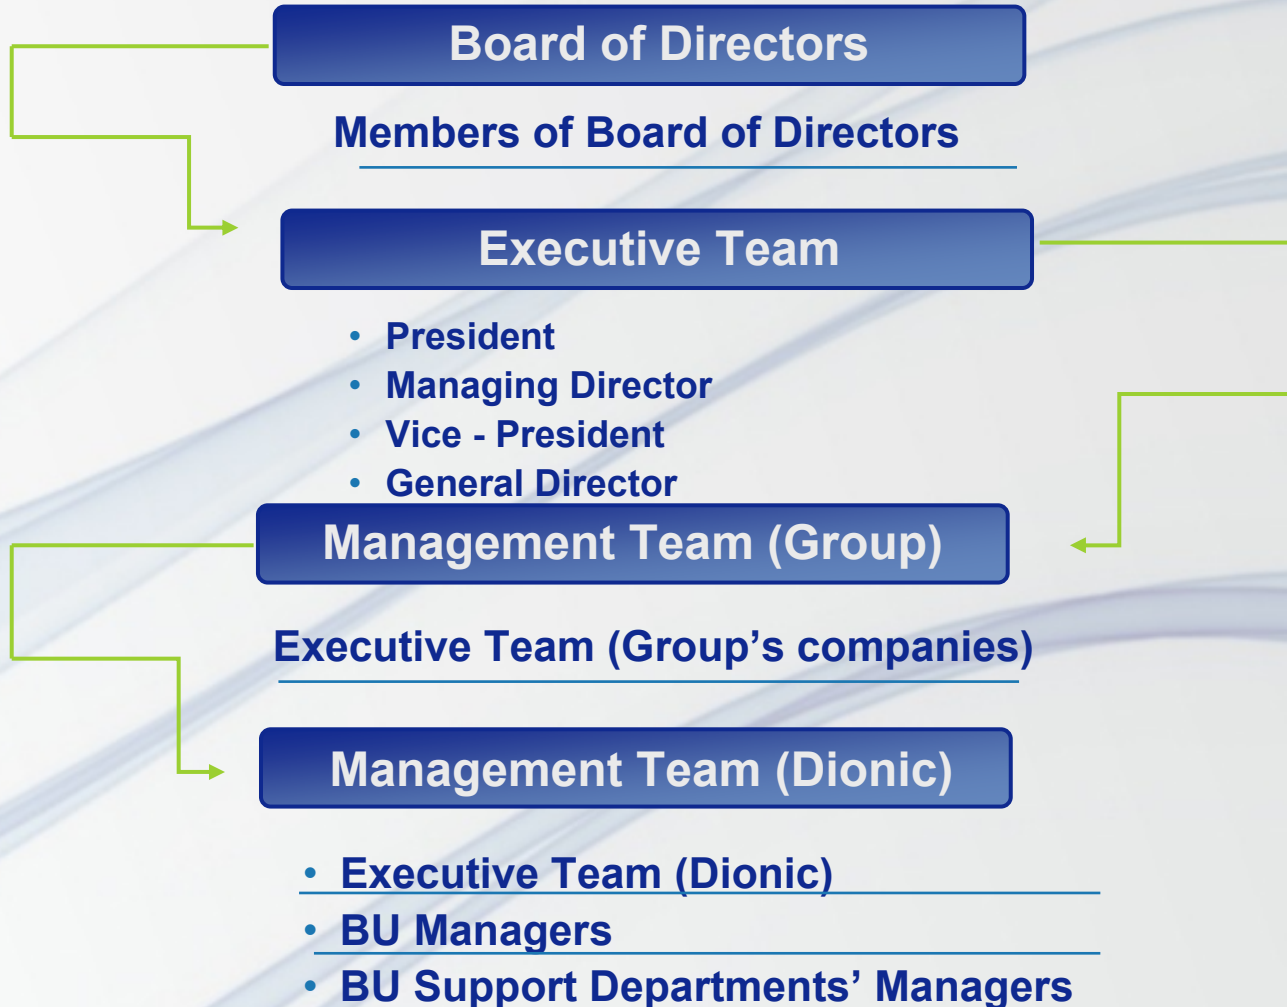 Board of Directors
Members of Board of Directors
Executive Team
• President
• Managing Director
• Vice - President
• General Director
Management Team (Group)
Executive Team (Group’s companies)
Management Team (Dionic)
• Executive Team (Dionic)
• BU Managers
• BU Support Departments’ Managers